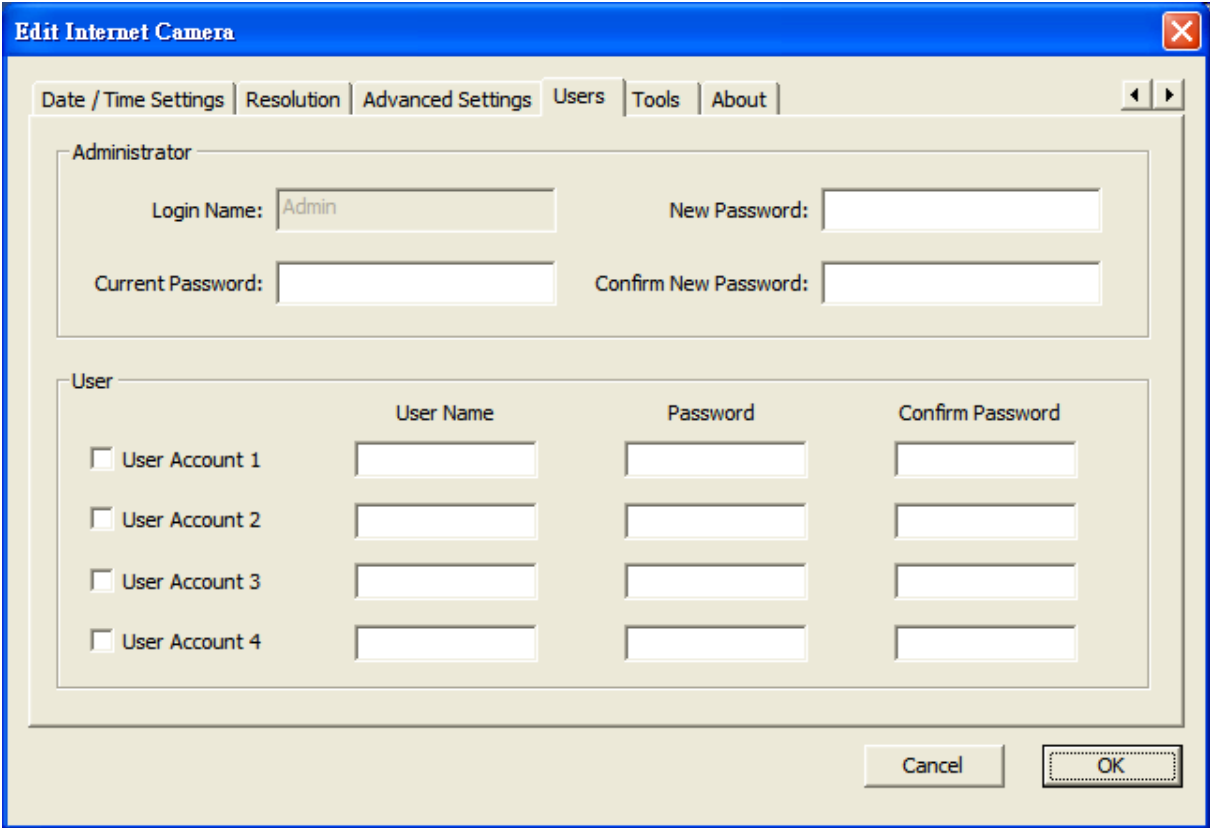 Edit Internet Camera
Date / Time Settings Resolution Advanced Settings Users Tools About
Administrator
Login Name: Admin New Password:
Current Password: Confirm New Password:
User
User Name Password Confirm Password
User Account 1
User Account 2
User Account 3
User Account 4
Cancel OK